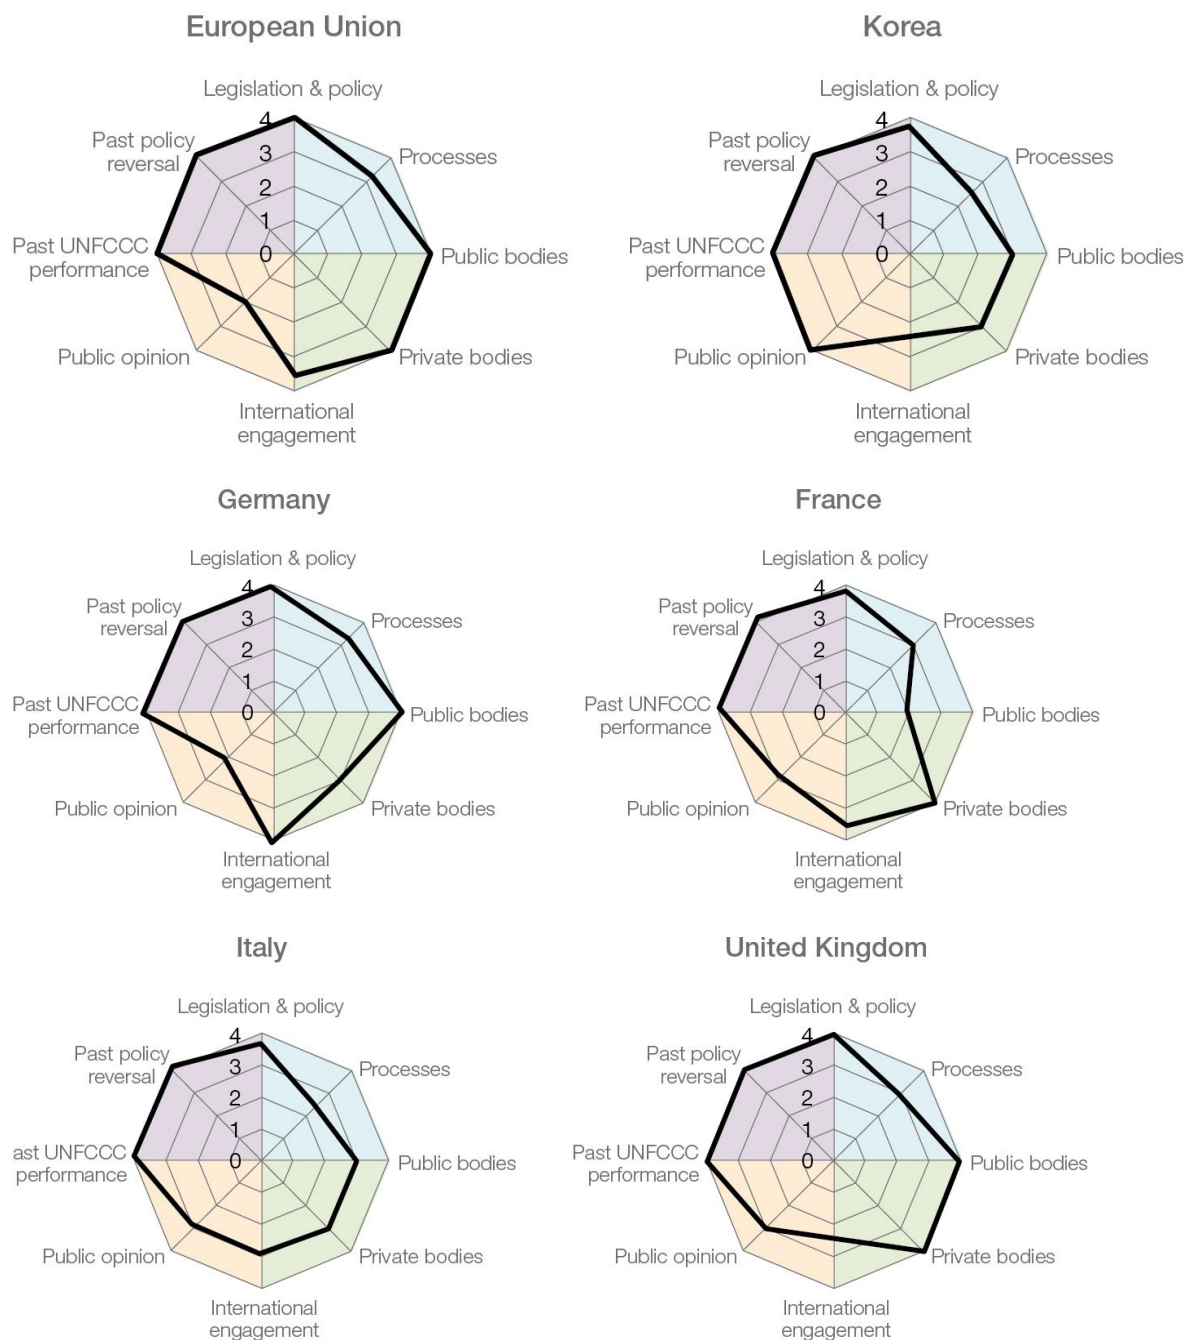 European Union
Legislation & policy
Past policy
reversal
Processes
4
3
2
1
0
Past UNFCCC
performance
Public bodies
Public opinion
Private bodies
International
engagement
Korea
Legislation & policy
Past policy
reversal
Processes
4
3
2
1
0
Past UNFCCC
performance
Public bodies
Public opinion
Private bodies
International
engagement
Germany
Legislation & policy
Past policy
reversal
Processes
4
3
2
1
0
Past UNFCCC
performance
Public bodies
Public opinion
Private bodies
International
engagement
France
Legislation & policy
Past policy
reversal
Processes
4
3
2
1
0
Past UNFCCC
performance
Public bodies
Public opinion
Private bodies
International
engagement
Italy
Legislation & policy
Past policy
reversal
Processes
4
3
2
1
0
ast UNFCCC
performance
Public bodies
Public opinion
Private bodies
International
engagement
United Kingdom
Legislation & policy
Past policy
reversal
Processes
4
3
2
1
0
Past UNFCCC
performance
Public bodies
Public opinion
Private bodies
International
engagement